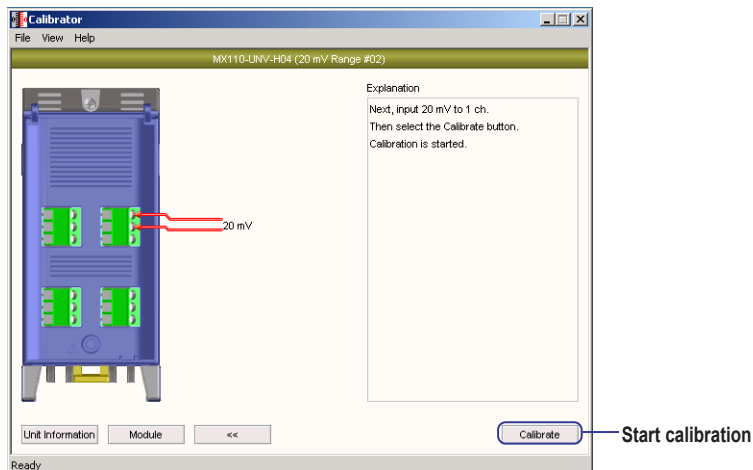 Calibrator
File View Help
MX110-UNV-H04 (20 mV Range #02)
Explanation
Next, input 20 mV to 1 ch.
Then select the Calibrate button.
Calibration is started.
20 mV
Unit Information Module << Calibrate
Start calibration
Ready